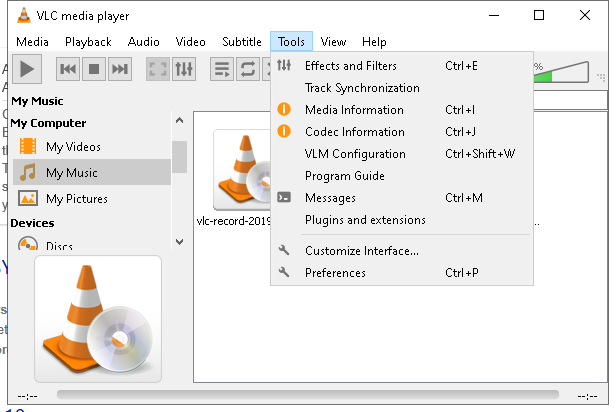 VLC media player
Media Playback Audio Video Subtitle Tools View Help
Effects and Filters Ctrl+E
Track Synchronization
Media Information Ctrl+I
Codec Information Ctrl+J
VLM Configuration Ctrl+Shift+W
Program Guide
Messages Ctrl+M
Plugins and extensions
Customize Interface...
Preferences Ctrl+P
%
My Music
My Computer
My Videos
My Music
My Pictures
Devices
Discs
vlc-record-2019
...
--:-- --:--